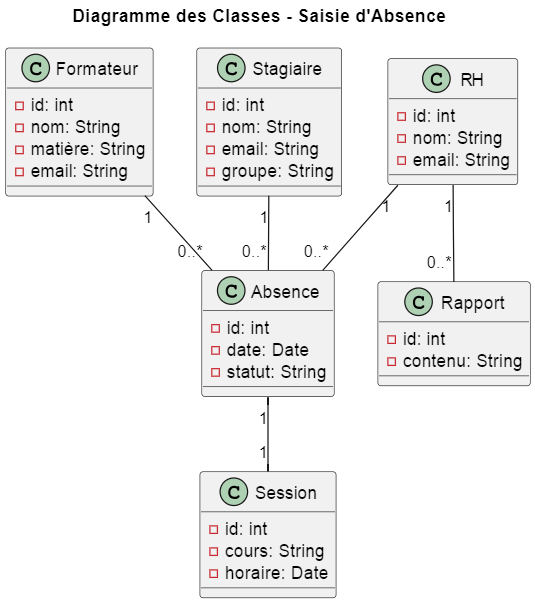 Diagramme des Classes - Saisie d'Absence
C Formateur
id: int
nom: String
matière: String
email: String
C Stagiaire
id: int
nom: String
email: String
groupe: String
C RH
id: int
nom: String
email: String
1
1
1
1
0..*
0..*
0..*
0..*
C Absence
id: int
date: Date
statut: String
C Rapport
id: int
contenu: String
1
1
C Session
id: int
cours: String
horaire: Date